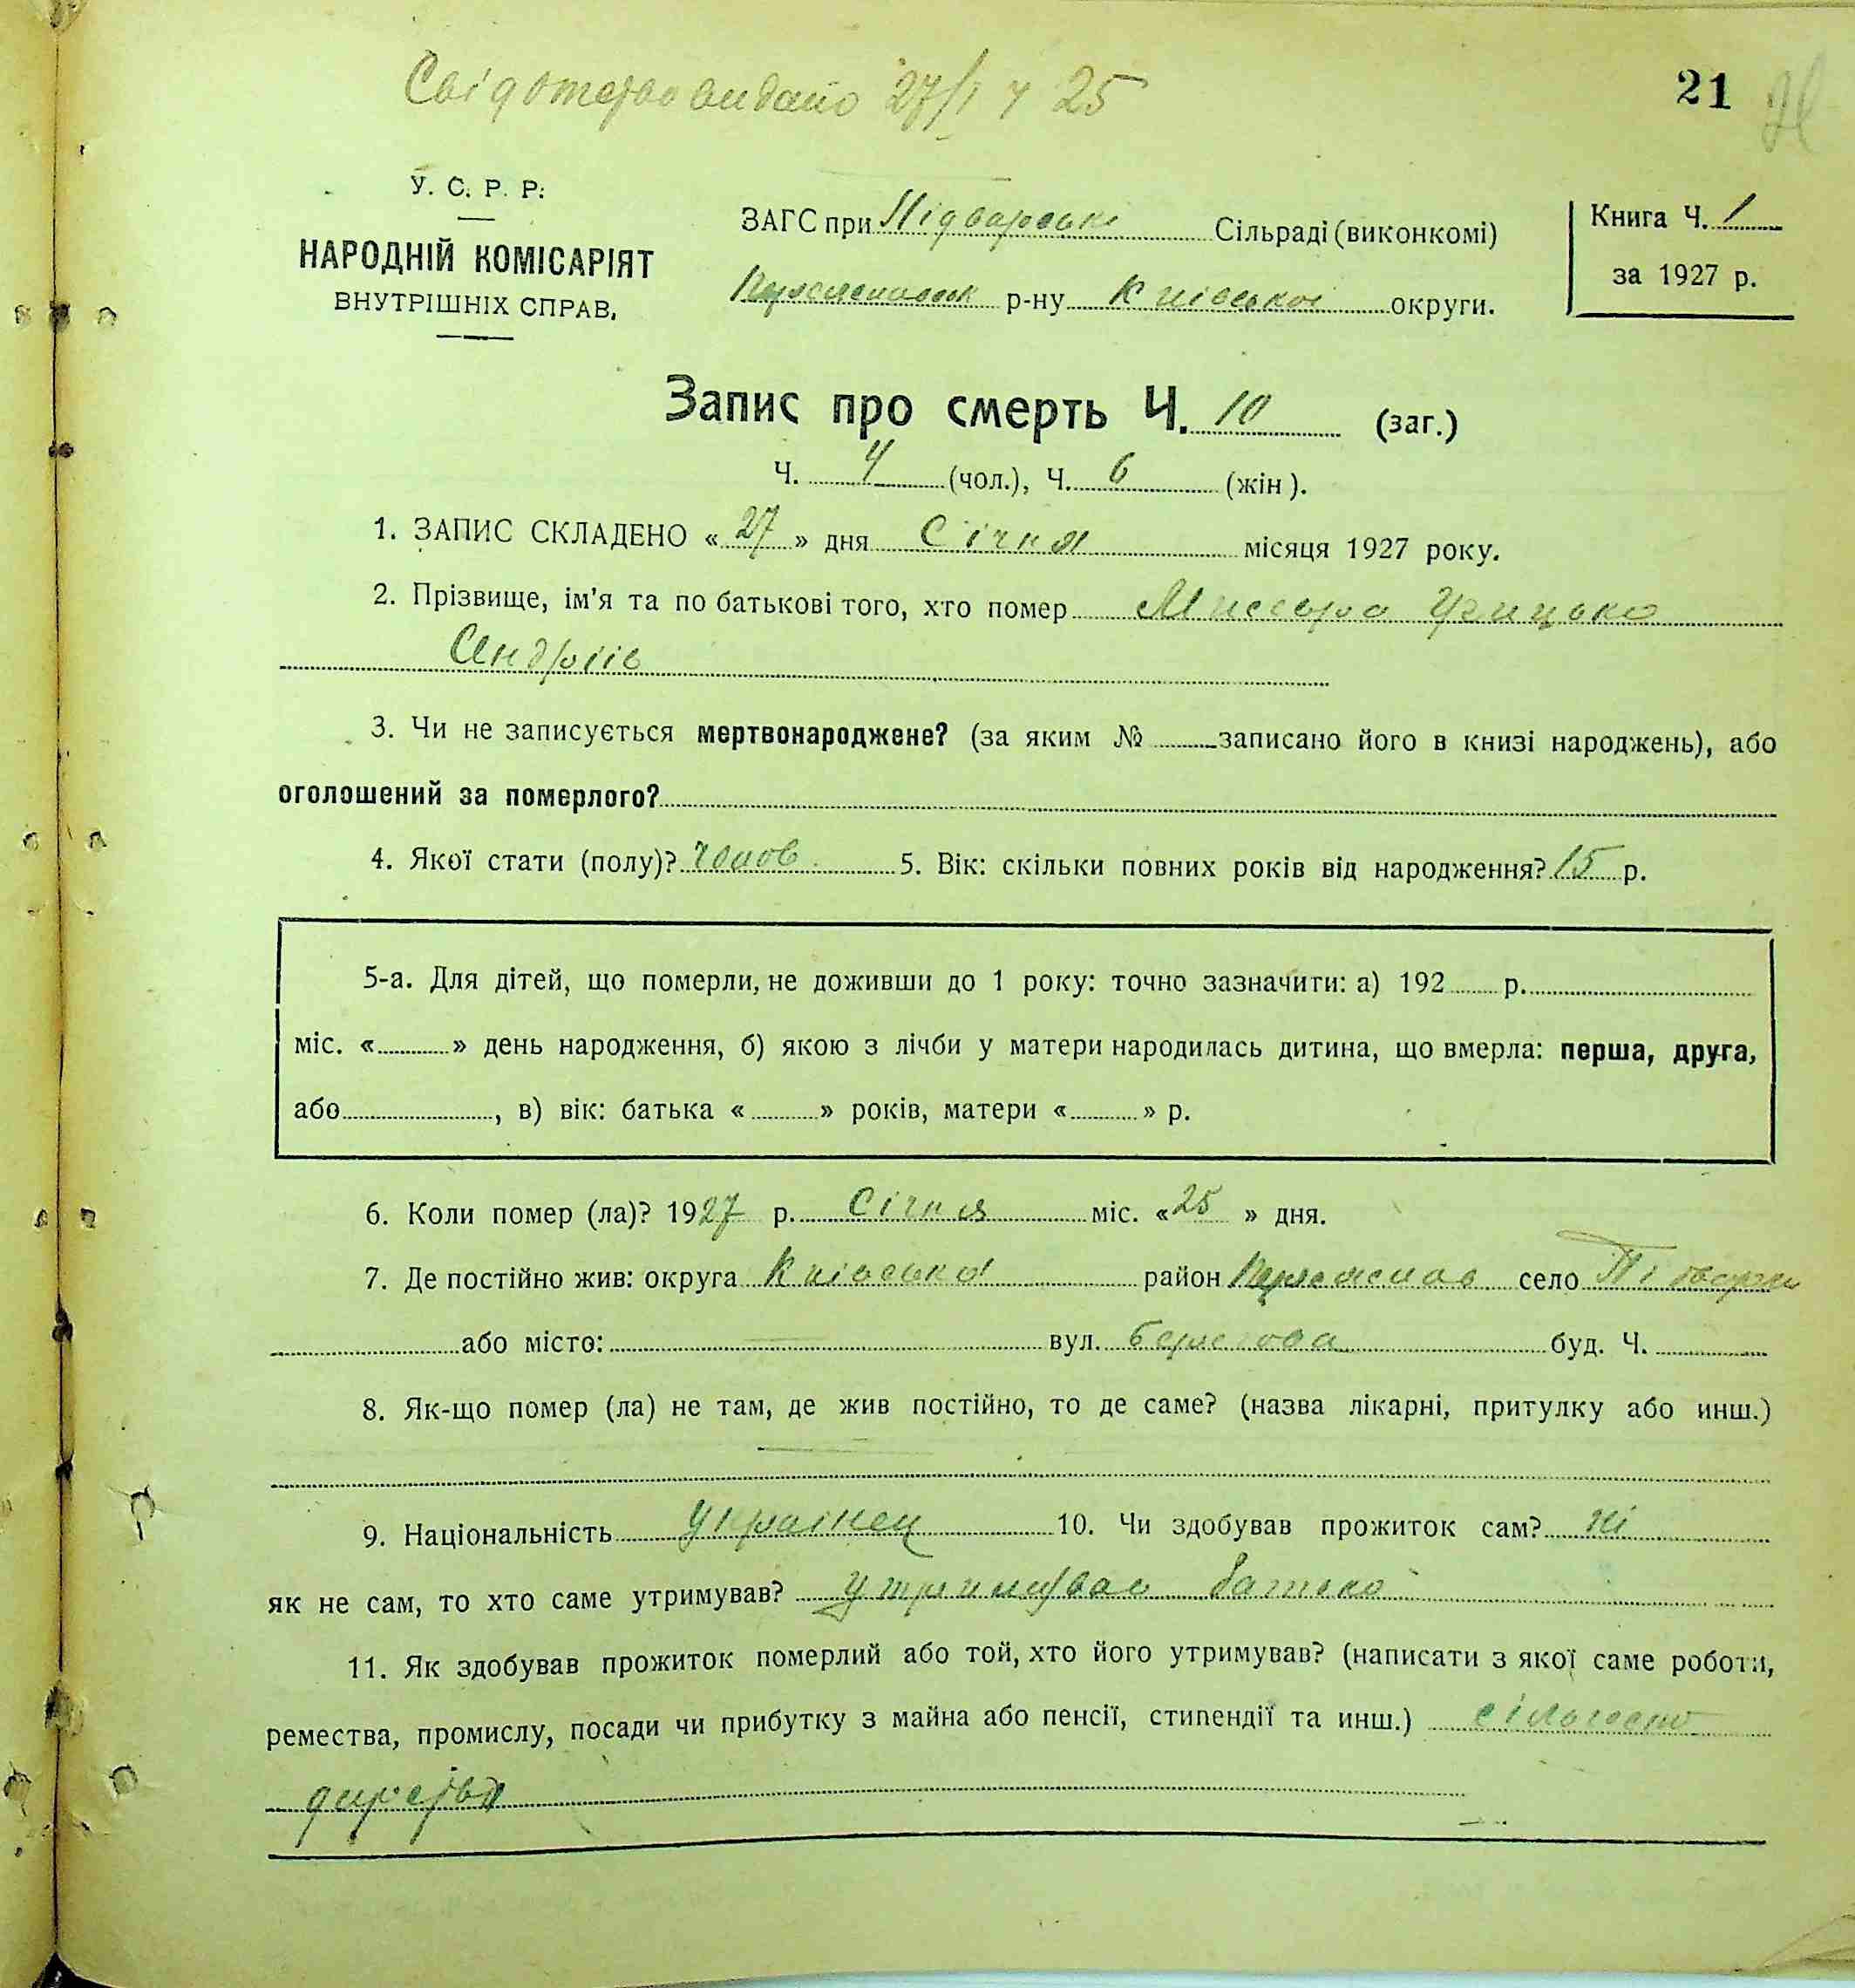 Свідотство видано 27/I Ч 25
21
У. С. Р. Р.
НАРОДНІЙ КОМІСАРІЯТ
ВНУТРІШНІХ СПРАВ.
ЗАГС при Підварські Сільраді (виконкомі)
Переяславськ р-ну Київської округи.
Книга Ч. 1
за 1927 р.
Запис про смерть Ч. 10 (заг.)
Ч. 4 (чол.), Ч. 6 (жін).
1. ЗАПИС СКЛАДЕНО « 27 » дня Січня місяця 1927 року.
2. Прізвище, ім'я та по батькові того, хто помер Грицько
Андріїв
3. Чи не записується мертвонароджене? (за яким № записано його в книзі народжень), або
оголошений за померлого?
4. Якої стати (полу)? чолов. 5. Вік: скільки повних років від народження? 15 р.
5-а. Для дітей, що померли, не доживши до 1 року: точно зазначити: а) 192 р.
міс. « » день народження, б) якою з лічби у матери народилась дитина, що вмерла: перша, друга,
або , в) вік: батька « » років, матери « » р.
6. Коли помер (ла)? 1927 р. Січня міс. « 25 » дня.
7. Де постійно жив: округа Київська район Переяслав село Підварки
або місто: вул. Берегова буд. Ч.
8. Як-що помер (ла) не там, де жив постійно, то де саме? (назва лікарні, притулку або инш.)
9. Національність Українец 10. Чи здобував прожиток сам? ні
як не сам, то хто саме утримував? Утримував батько
11. Як здобував прожиток померлий або той, хто його утримував? (написати з якої саме роботи,
ремества, промислу, посади чи прибутку з майна або пенсії, стипендії та инш.) сільгоспо
дарства